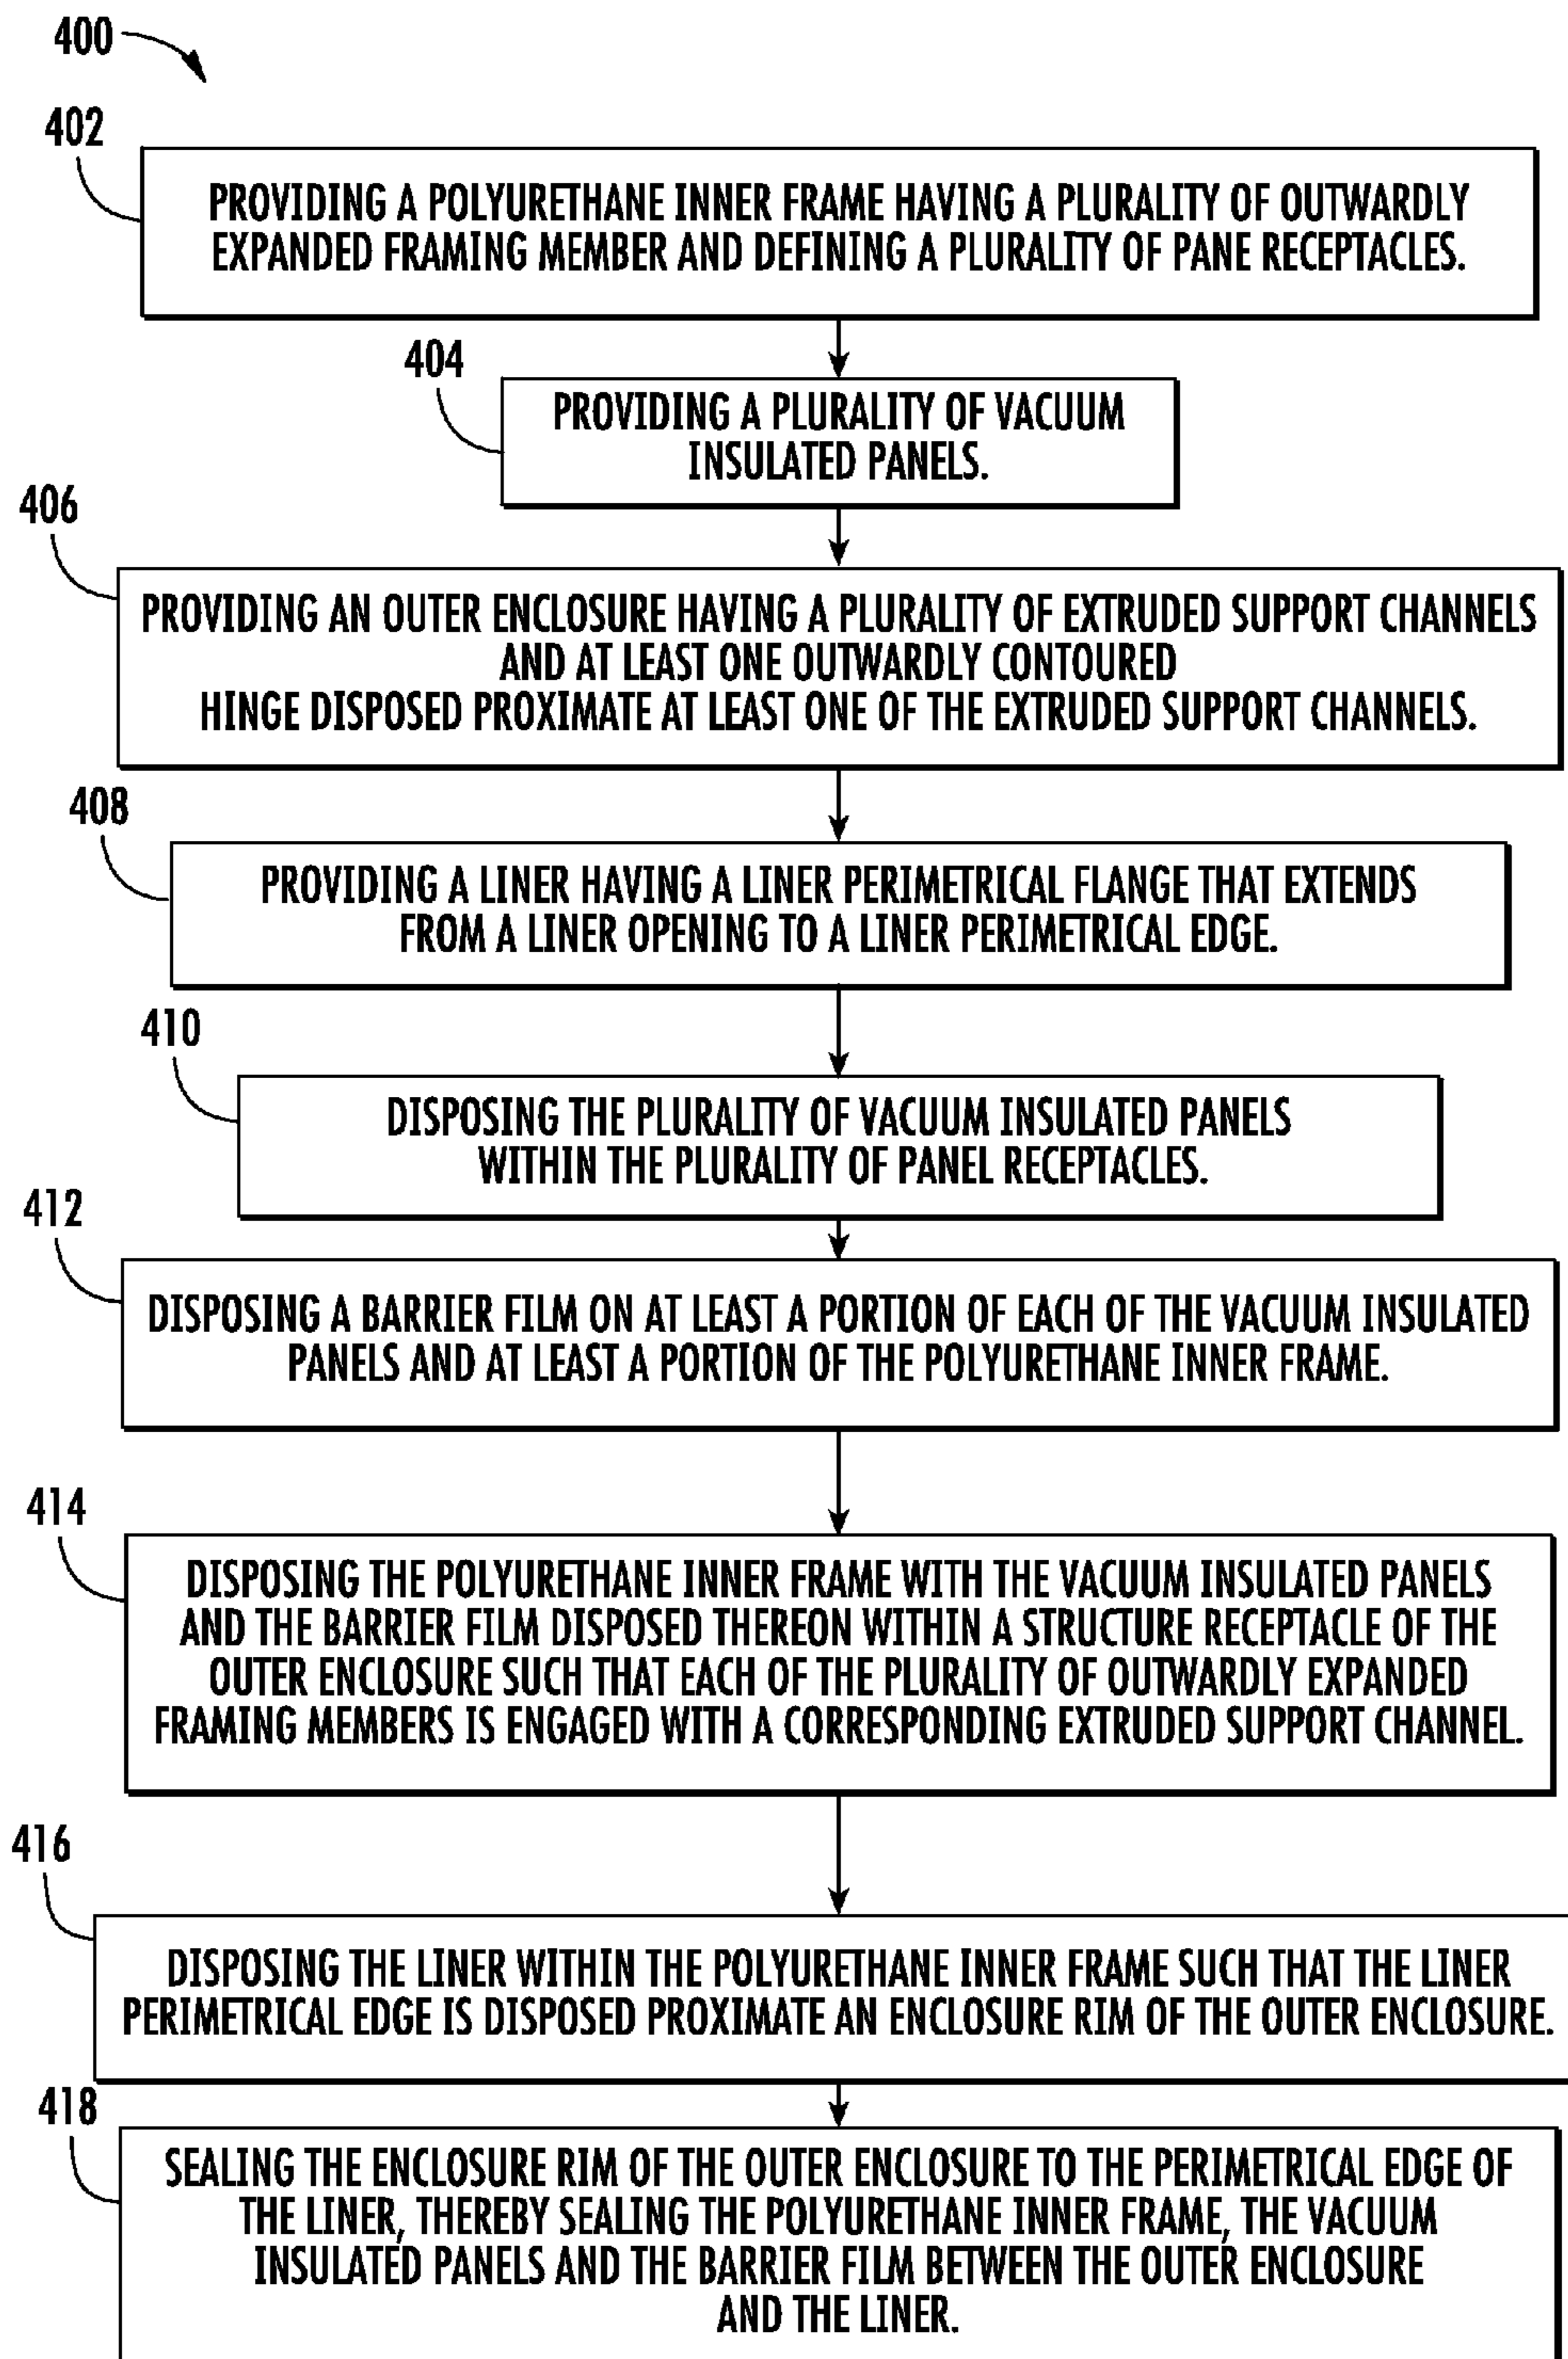 400
402
PROVIDING A POLYURETHANE INNER FRAME HAVING A PLURALITY OF OUTWARDLY
EXPANDED FRAMING MEMBER AND DEFINING A PLURALITY OF PANE RECEPTACLES.
404
PROVIDING A PLURALITY OF VACUUM
INSULATED PANELS.
406
PROVIDING AN OUTER ENCLOSURE HAVING A PLURALITY OF EXTRUDED SUPPORT CHANNELS
AND AT LEAST ONE OUTWARDLY CONTOURED
HINGE DISPOSED PROXIMATE AT LEAST ONE OF THE EXTRUDED SUPPORT CHANNELS.
408
PROVIDING A LINER HAVING A LINER PERIMETRICAL FLANGE THAT EXTENDS
FROM A LINER OPENING TO A LINER PERIMETRICAL EDGE.
410
DISPOSING THE PLURALITY OF VACUUM INSULATED PANELS
WITHIN THE PLURALITY OF PANEL RECEPTACLES.
412
DISPOSING A BARRIER FILM ON AT LEAST A PORTION OF EACH OF THE VACUUM INSULATED
PANELS AND AT LEAST A PORTION OF THE POLYURETHANE INNER FRAME.
414
DISPOSING THE POLYURETHANE INNER FRAME WITH THE VACUUM INSULATED PANELS
AND THE BARRIER FILM DISPOSED THEREON WITHIN A STRUCTURE RECEPTACLE OF THE
OUTER ENCLOSURE SUCH THAT EACH OF THE PLURALITY OF OUTWARDLY EXPANDED
FRAMING MEMBERS IS ENGAGED WITH A CORRESPONDING EXTRUDED SUPPORT CHANNEL.
416
DISPOSING THE LINER WITHIN THE POLYURETHANE INNER FRAME SUCH THAT THE LINER
PERIMETRICAL EDGE IS DISPOSED PROXIMATE AN ENCLOSURE RIM OF THE OUTER ENCLOSURE.
418
SEALING THE ENCLOSURE RIM OF THE OUTER ENCLOSURE TO THE PERIMETRICAL EDGE OF
THE LINER, THEREBY SEALING THE POLYURETHANE INNER FRAME, THE VACUUM
INSULATED PANELS AND THE BARRIER FILM BETWEEN THE OUTER ENCLOSURE
AND THE LINER.